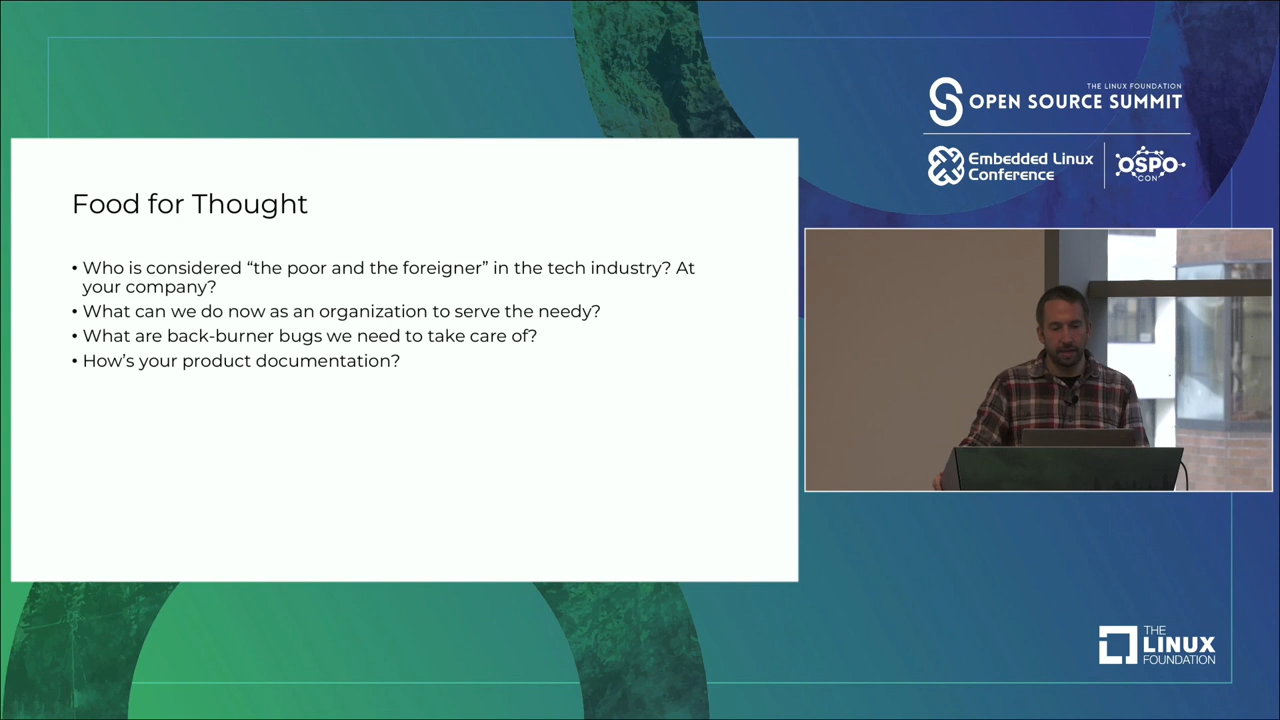 THE LINUX FOUNDATION
OPEN SOURCE SUMMIT
Embedded Linux
Conference
OSPO
CON
Food for Thought
• Who is considered “the poor and the foreigner” in the tech industry? At
your company?
• What can we do now as an organization to serve the needy?
• What are back-burner bugs we need to take care of?
• How’s your product documentation?
THE
LINUX
FOUNDATION